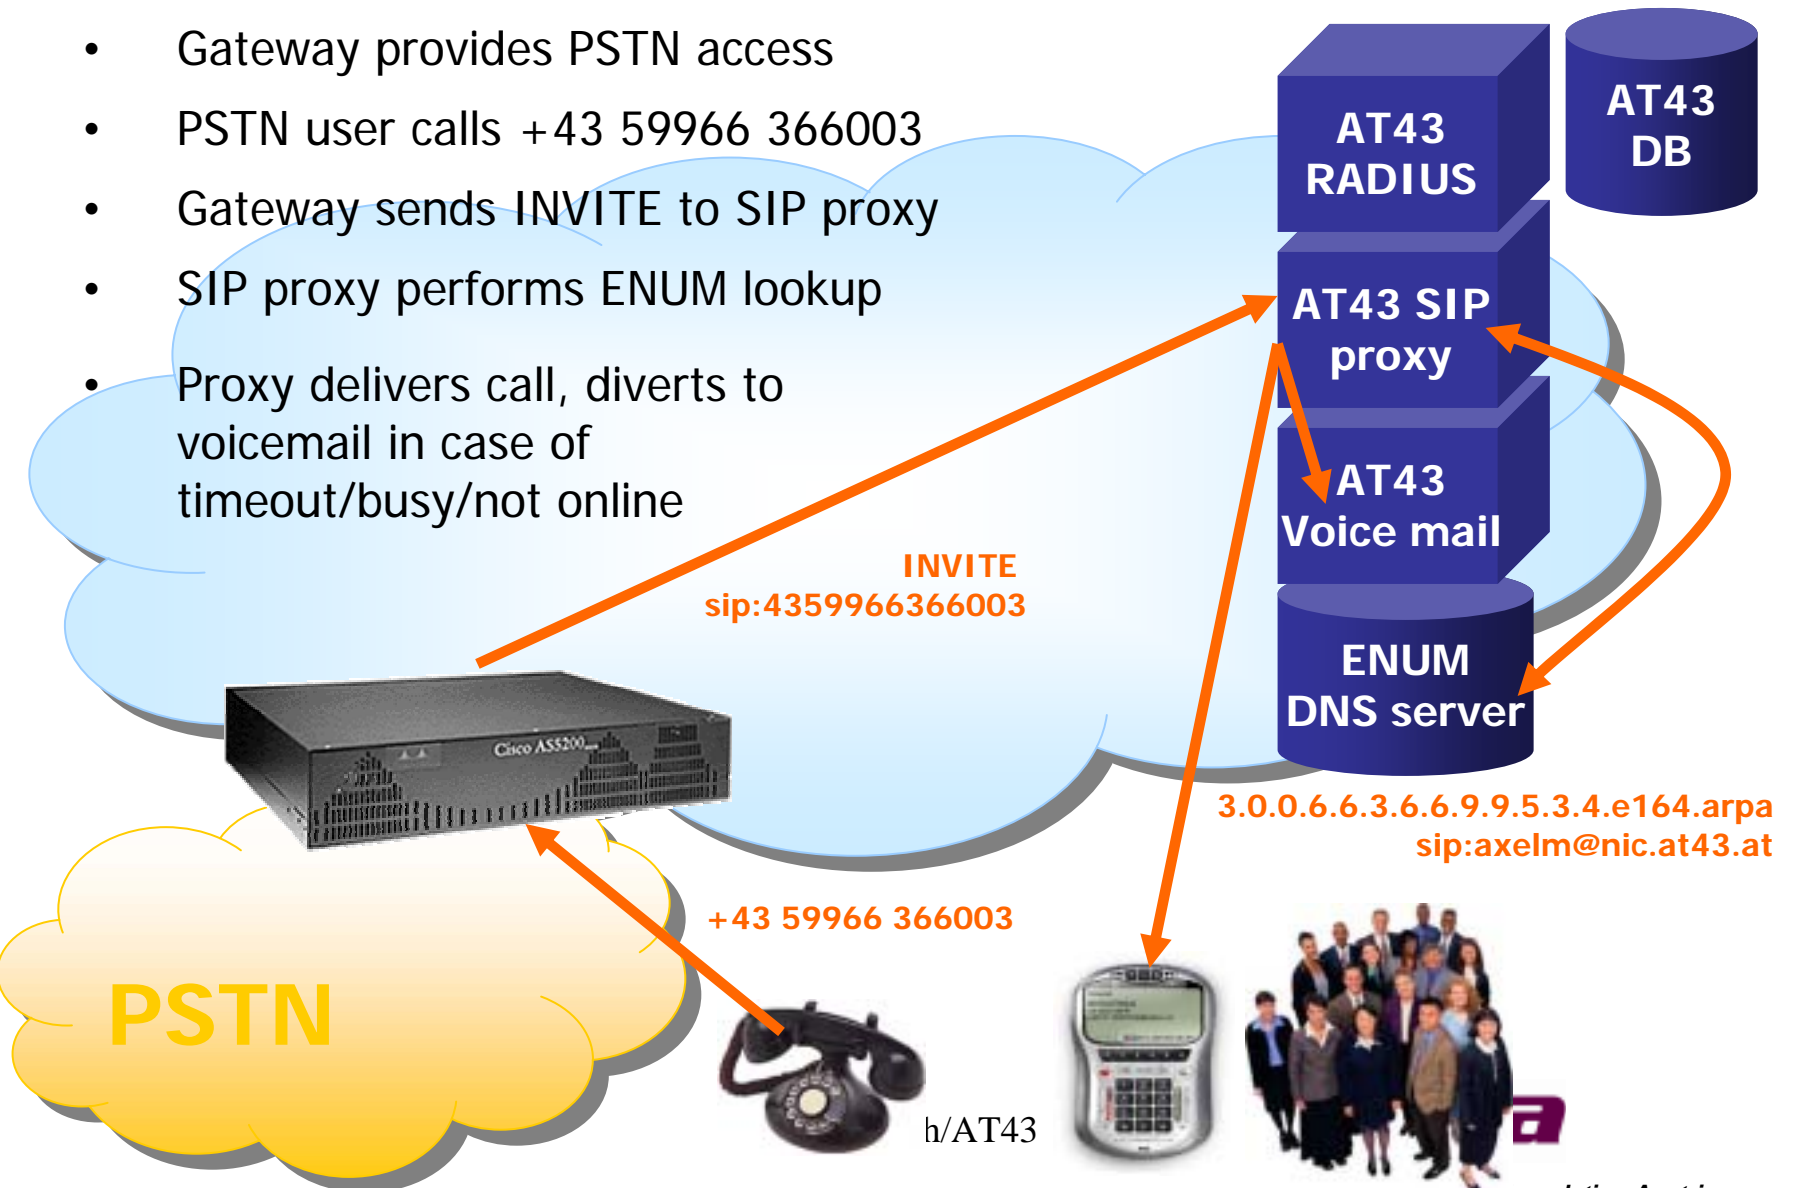 • Gateway provides PSTN access
• PSTN user calls +43 59966 366003
• Gateway sends INVITE to SIP proxy
• SIP proxy performs ENUM lookup
• Proxy delivers call, diverts to
voicemail in case of
timeout/busy/not online
AT43
RADIUS
AT43
DB
AT43 SIP
proxy
AT43
Voice mail
ENUM
DNS server
INVITE
sip:4359966366003
Cisco AS5200
3.0.0.6.6.3.6.6.9.9.5.3.4.e164.arpa
sip:axelm@nic.at43.at
+43 59966 366003
PSTN
h/AT43
a